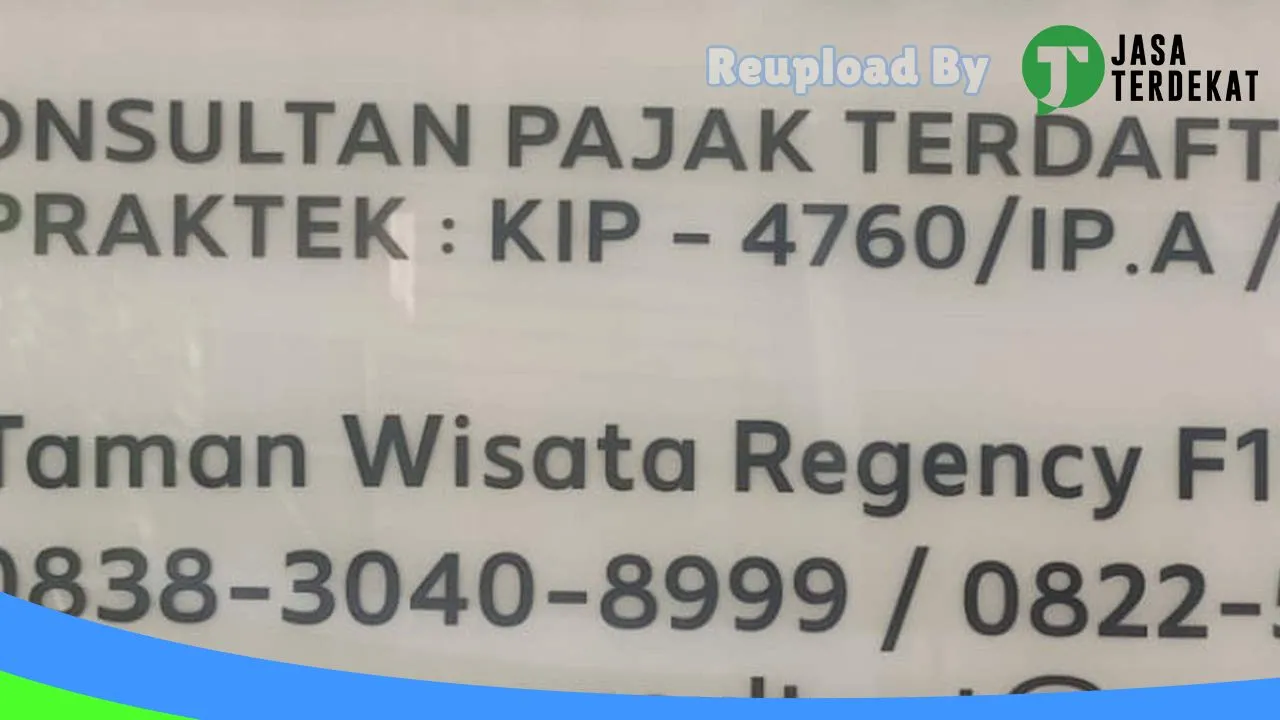 Reupload By
JASA
TERDEKAT
ONSULTAN PAJAK TERDAFT
PRAKTEK : KIP - 4760/IP.A /
Taman Wisata Regency F1
0838-3040-8999 / 0822-